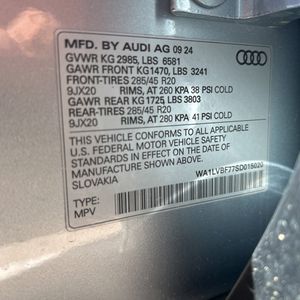 MFD. BY AUDI AG 09 24
GVWR KG 2985, LBS 6581
GAWR FRONT KG1470, LBS 3241
FRONT-TIRES 285/45 R20
9JX20 RIMS, AT 260 KPA 38 PSI COLD
GAWR REAR KG 1725, LBS 3803
REAR-TIRES 285/45 R20
9JX20 RIMS, AT 280 KPA 41 PSI COLD
THIS VEHICLE CONFORMS TO ALL APPLICABLE
U.S. FEDERAL MOTOR VEHICLE SAFETY
STANDARDS IN EFFECT ON THE DATE OF
MANUFACTURE SHOWN ABOVE.
SLOVAKIA
WA1LVBF77SD015020
TYPE:
MPV